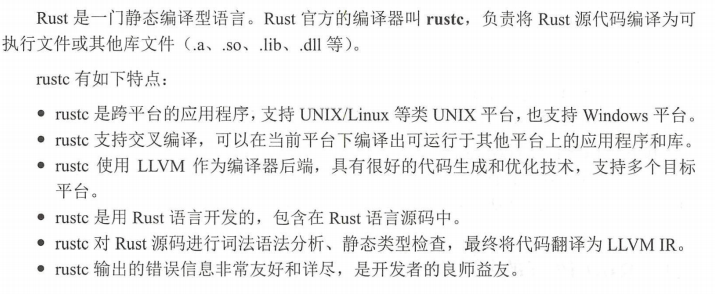 Rust 是一门静态编译型语言。Rust 官方的编译器叫 rustc，负责将 Rust 源代码编译为可
执行文件或其他库文件（.a、.so、.lib、.dll 等）。
rustc 有如下特点：
● rustc 是跨平台的应用程序，支持 UNIX/Linux 等类 UNIX 平台，也支持 Windows 平台。
● rustc 支持交叉编译，可以在当前平台下编译出可运行于其他平台上的应用程序和库。
● rustc 使用 LLVM 作为编译器后端，具有很好的代码生成和优化技术，支持多个目标
平台。
● rustc 是用 Rust 语言开发的，包含在 Rust 语言源码中。
● rustc 对 Rust 源码进行词法语法分析、静态类型检查，最终将代码翻译为 LLVM IR。
● rustc 输出的错误信息非常友好和详尽，是开发者的良师益友。